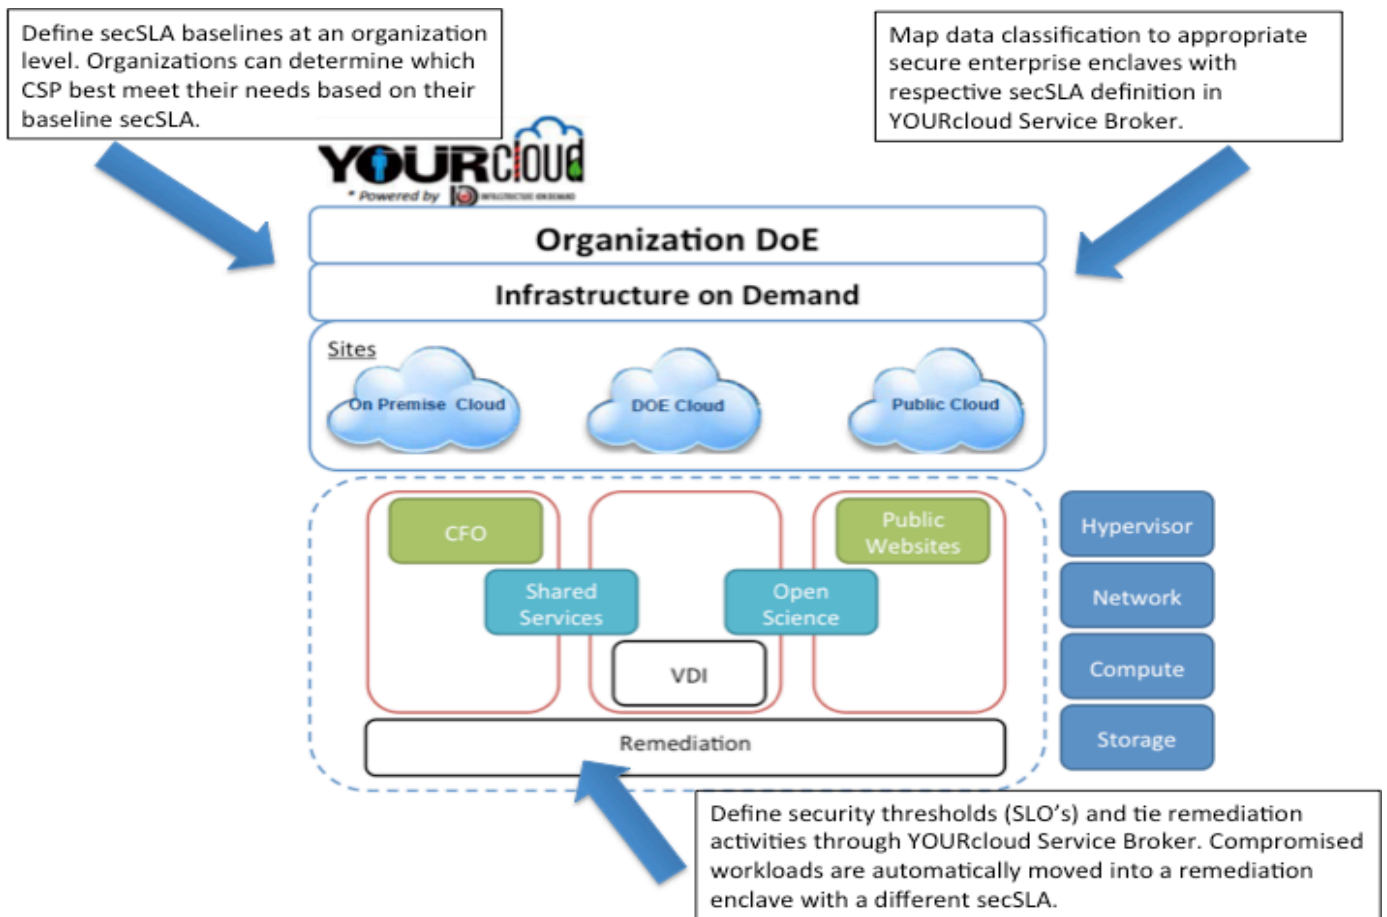 Define secSLA baselines at an organization
level. Organizations can determine which
CSP best meet their needs based on their
baseline secSLA.
Map data classification to appropriate
secure enterprise enclaves with
respective secSLA definition in
YOURcloud Service Broker.
YOURcloud
* Powered by INFRASTRUCTURE ON DEMAND
Organization DoE
Infrastructure on Demand
Sites
On Premise Cloud
DOE Cloud
Public Cloud
CFO
Public
Websites
Shared
Services
Open
Science
VDI
Remediation
Hypervisor
Network
Compute
Storage
Define security thresholds (SLO's) and tie remediation
activities through YOURcloud Service Broker. Compromised
workloads are automatically moved into a remediation
enclave with a different secSLA.